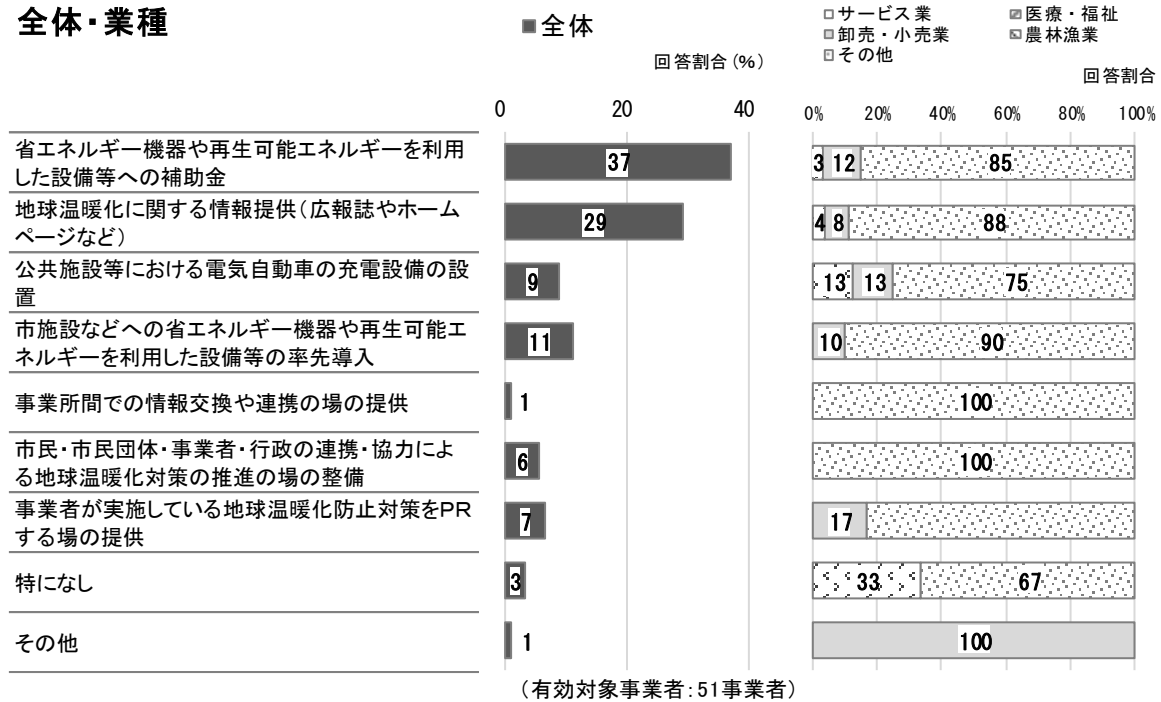 全体・業種
■全体
回答割合(%)
□サービス業 医療・福祉
卸売・小売業 農林漁業
その他
回答割合
0 20 40
0% 20% 40% 60% 80% 100%
省エネルギー機器や再生可能エネルギーを利用
した設備等への補助金
37
3 12 85
地球温暖化に関する情報提供(広報誌やホーム
ページなど)
29
4 8 88
公共施設等における電気自動車の充電設備の設
置
9
13 13 75
市施設などへの省エネルギー機器や再生可能エ
ネルギーを利用した設備等の率先導入
11
10 90
事業所間での情報交換や連携の場の提供
1
100
市民・市民団体・事業者・行政の連携・協力によ
る地球温暖化対策の推進の場の整備
6
100
事業者が実施している地球温暖化防止対策をPR
する場の提供
7
17
特になし
3
33 67
その他
1
100
(有効対象事業者:51事業者)